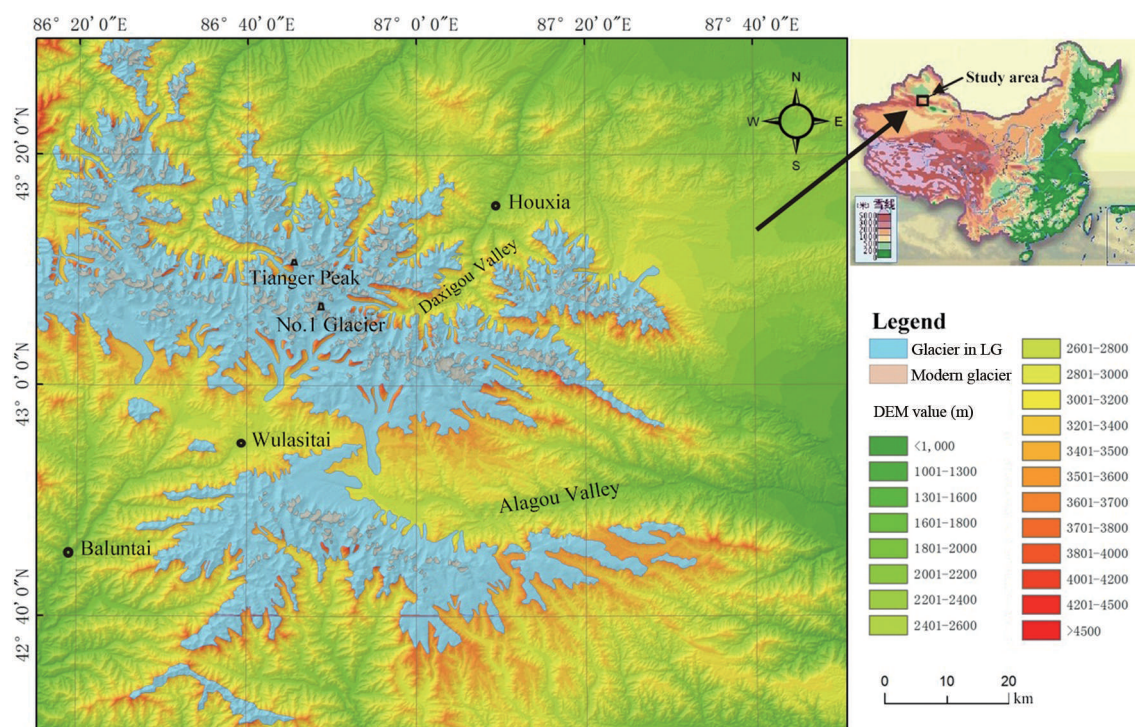 86° 20′0″E
86° 40′0″E
87° 0′0″E
87° 20′0″E
87° 40′0″E
43° 20′0″N
43° 0′0″N
42° 40′0″N
N
W
E
S
Houxia
Tianger Peak
Daxigou Valley
No.1 Glacier
Wulasitai
Alagou Valley
Baluntai
Study area
Legend
Glacier in LG
Modern glacier
DEM value (m)
<1,000
1001-1300
1301-1600
1601-1800
1801-2000
2001-2200
2201-2400
2401-2600
2601-2800
2801-3000
3001-3200
3201-3400
3401-3500
3501-3600
3601-3700
3701-3800
3801-4000
4001-4200
4201-4500
>4500
0 10 20
km